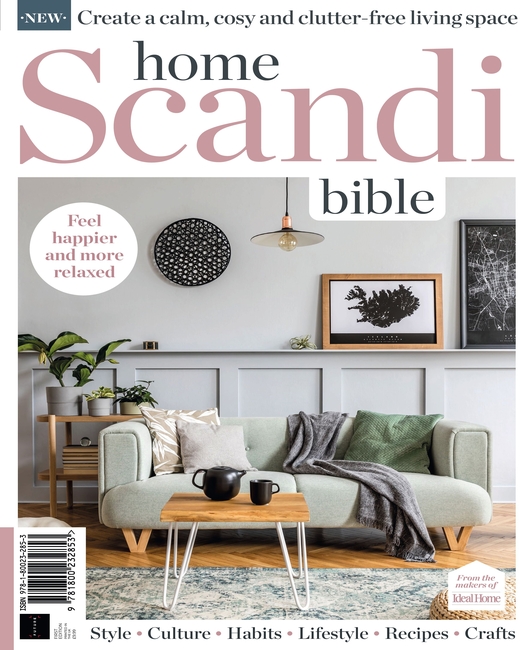 ·NEW·
Create a calm, cosy and clutter-free living space
home
Scandi
bible
Feel
happier
and more
relaxed
ISBN 978-1-80023-285-3
9 781800 232853
FUTURE
From the
makers of
Ideal Home
Style • Culture • Habits • Lifestyle • Recipes • Crafts